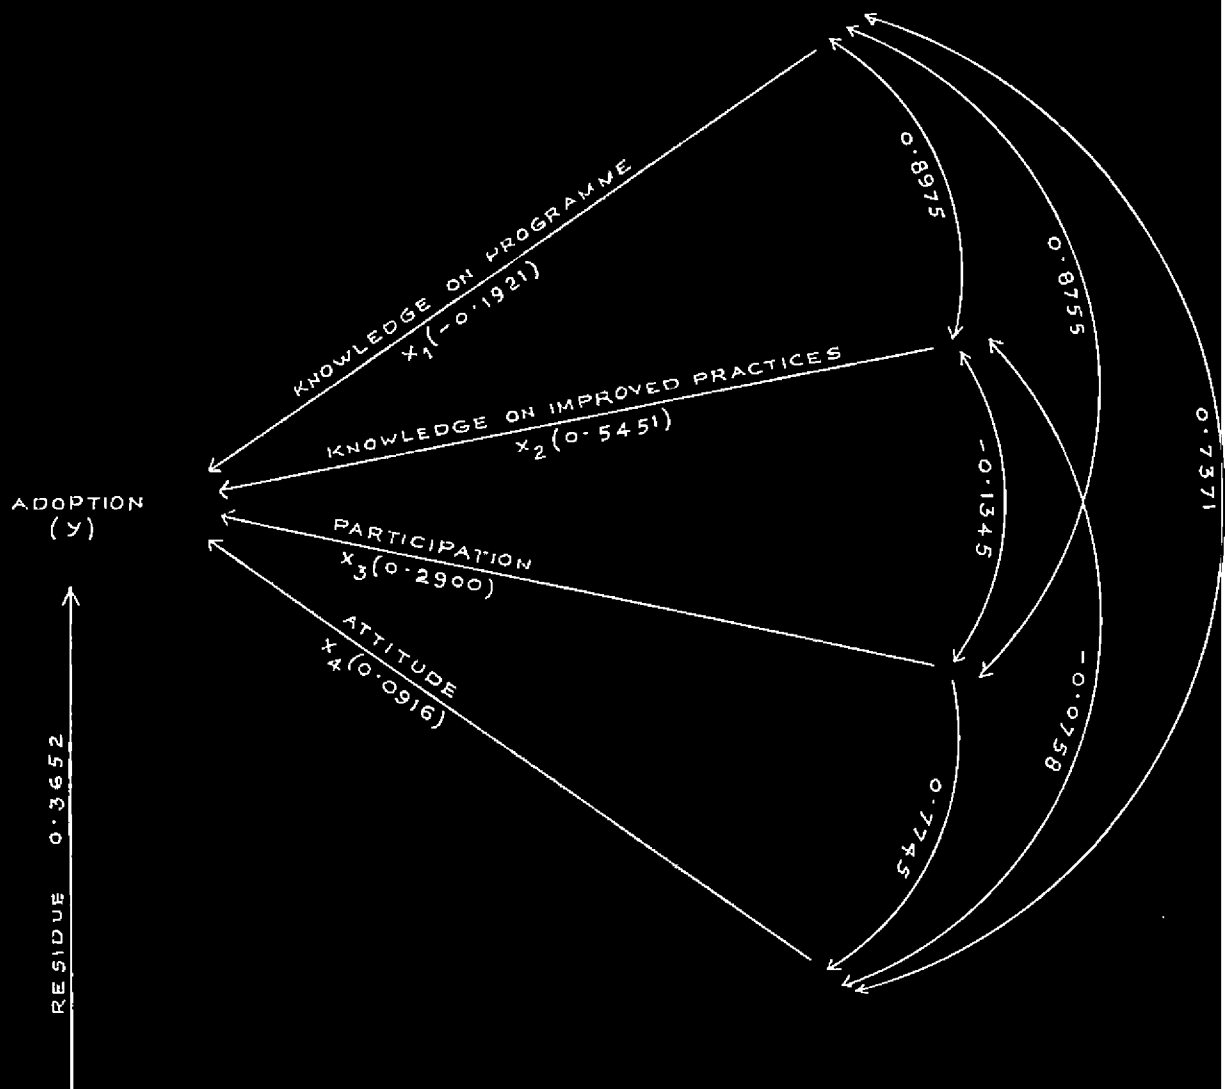 0.8975
0.8755
0.7371
KNOWLEDGE ON PROGRAMME
x1(-0.1921)
KNOWLEDGE ON IMPROVED PRACTICES
x2(0.5451)
-0.1345
ADOPTION
(y)
PARTICIPATION
x3(0.2900)
ATTITUDE
x4(0.0916)
-0.0758
0.7745
RESIDUE 0.3652